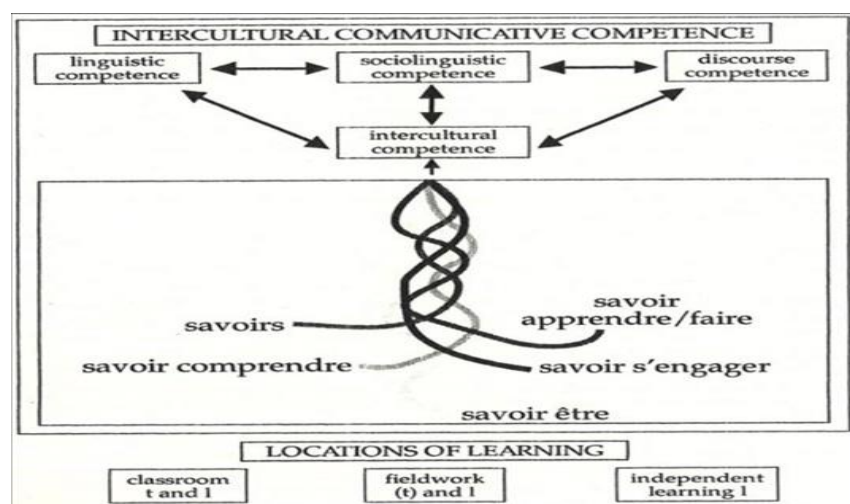 INTERCULTURAL COMMUNICATIVE COMPETENCE
linguistic
competence
sociolinguistic
competence
discourse
competence
intercultural
competence
savoirs
savoir
apprendre/faire
savoir comprendre
savoir s'engager
savoir être
LOCATIONS OF LEARNING
classroom
t and l
fieldwork
(t) and l
independent
learning l